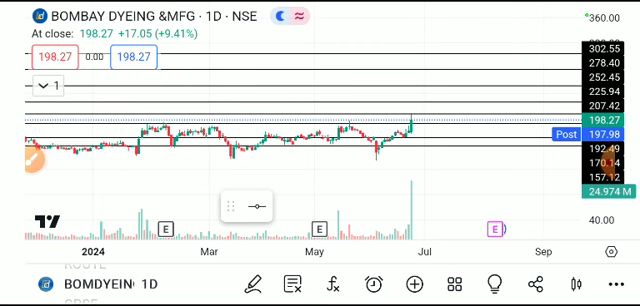 BOMBAY DYEING &MFG · 1D · NSE
At close: 198.27 +17.05 (+9.41%)
198.27 0.00 198.27
1
360.00
302.55
278.40
252.45
225.94
207.42
198.27
Post 197.98
192.49
170.14
157.12
24.974 M
40.00
E E E
2024 Mar May Jul Sep
BOMDYEIN 1D